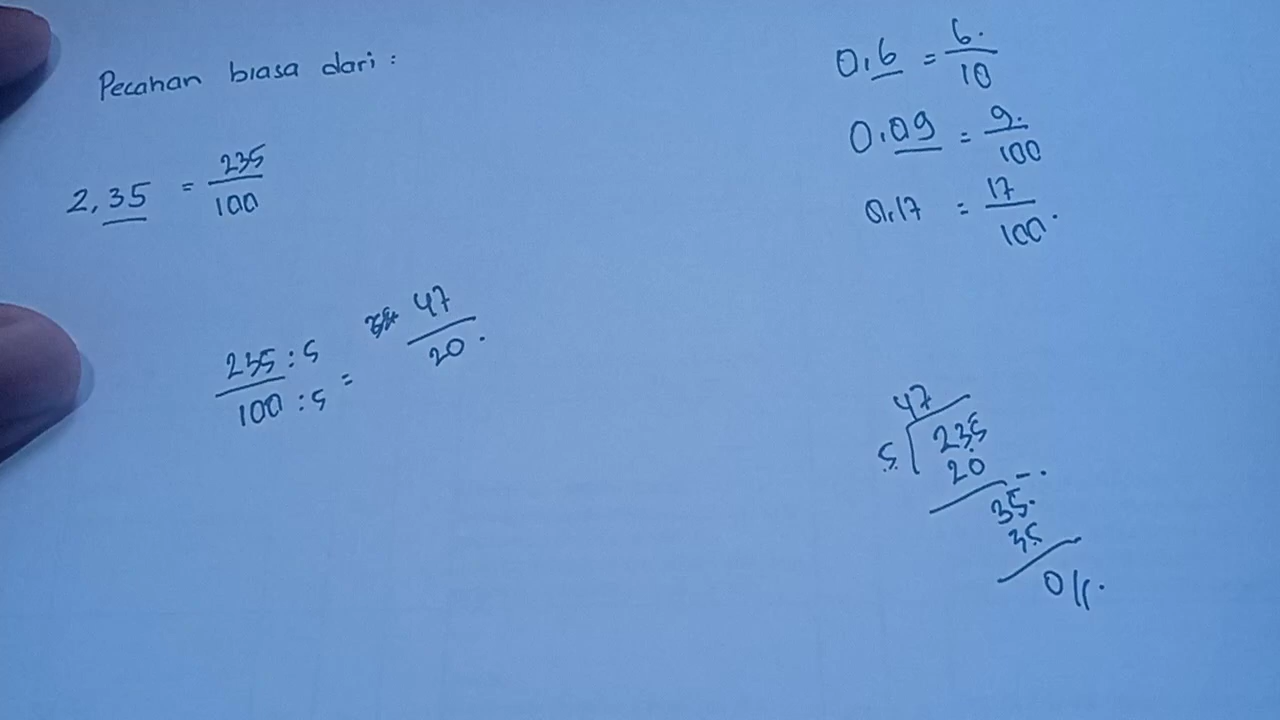 Pecahan biasa dari :
2,35 = 235/100
235 : 5 / 100 : 5 = 47/20.
0,6 = 6./10
0,09 = 9./100
0,17 = 17/100.
47
5 235
20 -.
35.
35
0//.